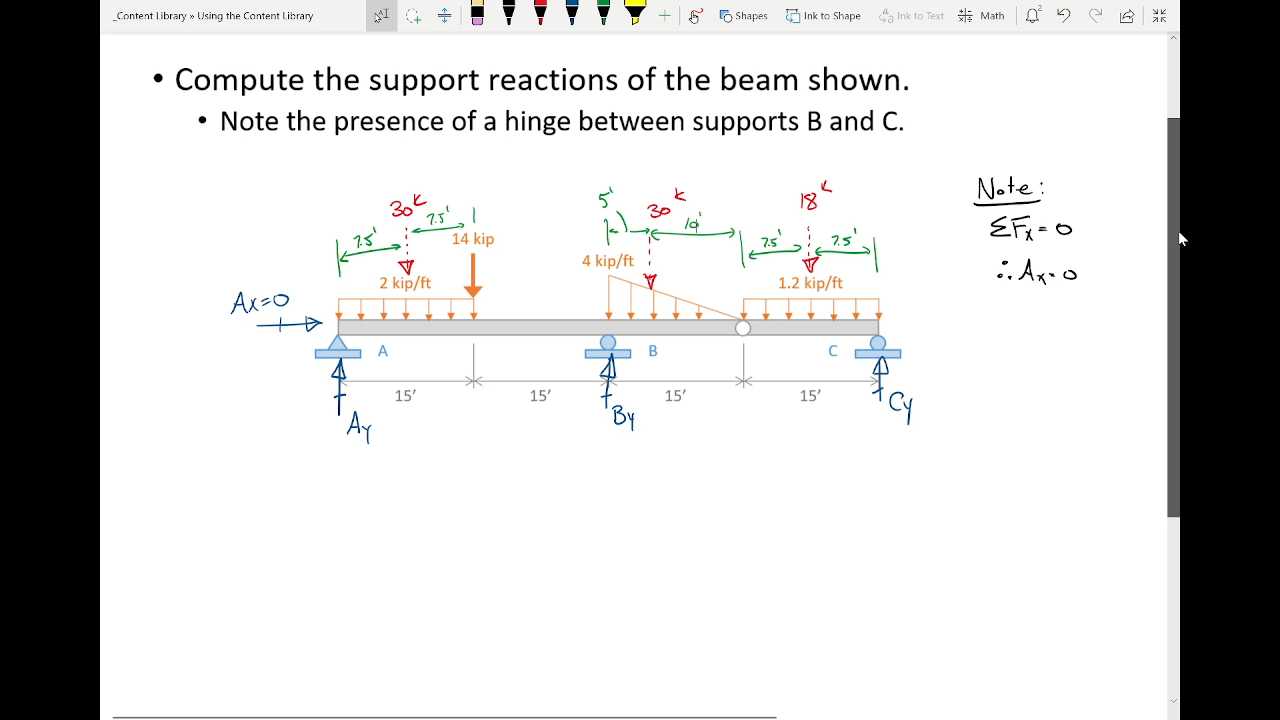 _Content Library » Using the Content Library
Shapes Ink to Shape Ink to Text Math 2
• Compute the support reactions of the beam shown.
• Note the presence of a hinge between supports B and C.
Note:
ΣFx = 0
∴ Ax = 0
30k 5' 30k 18k
7.5' 7.5' 10' 7.5' 7.5'
14 kip
4 kip/ft
2 kip/ft 1.2 kip/ft
Ax=0
A B C
15' 15' 15' 15'
Ay By Cy